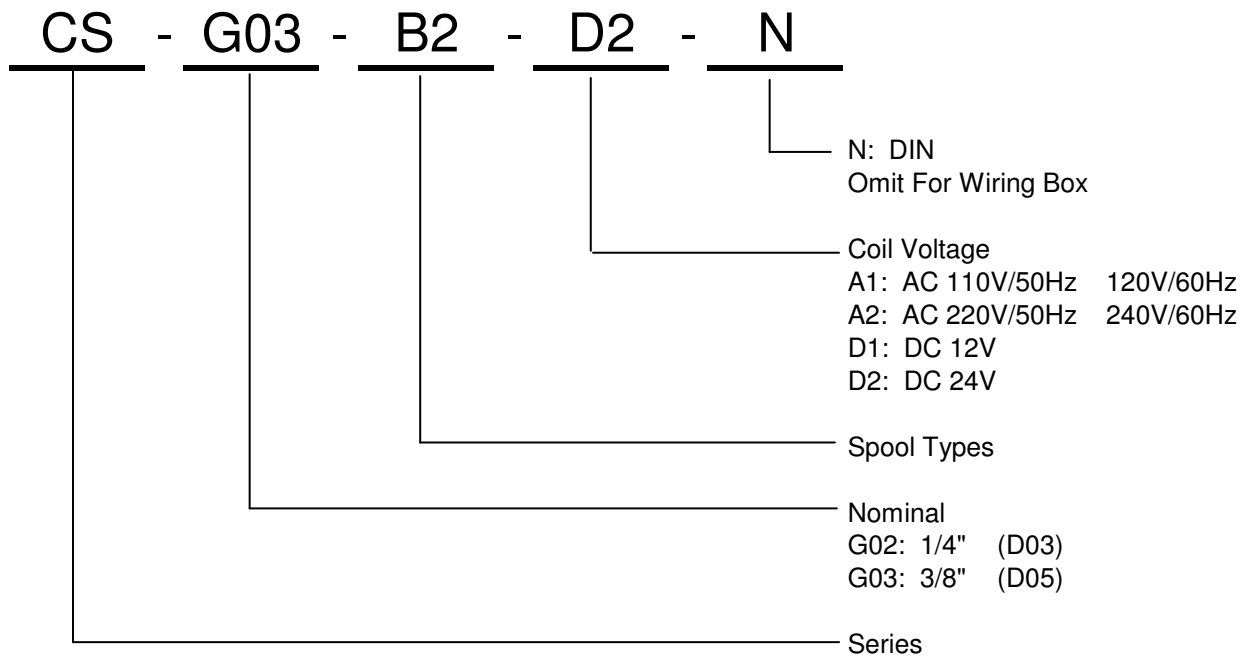 CS - G03 - B2 - D2 - N
N: DIN
Omit For Wiring Box
Coil Voltage
A1: AC 110V/50Hz 120V/60Hz
A2: AC 220V/50Hz 240V/60Hz
D1: DC 12V
D2: DC 24V
Spool Types
Nominal
G02: 1/4" (D03)
G03: 3/8" (D05)
Series